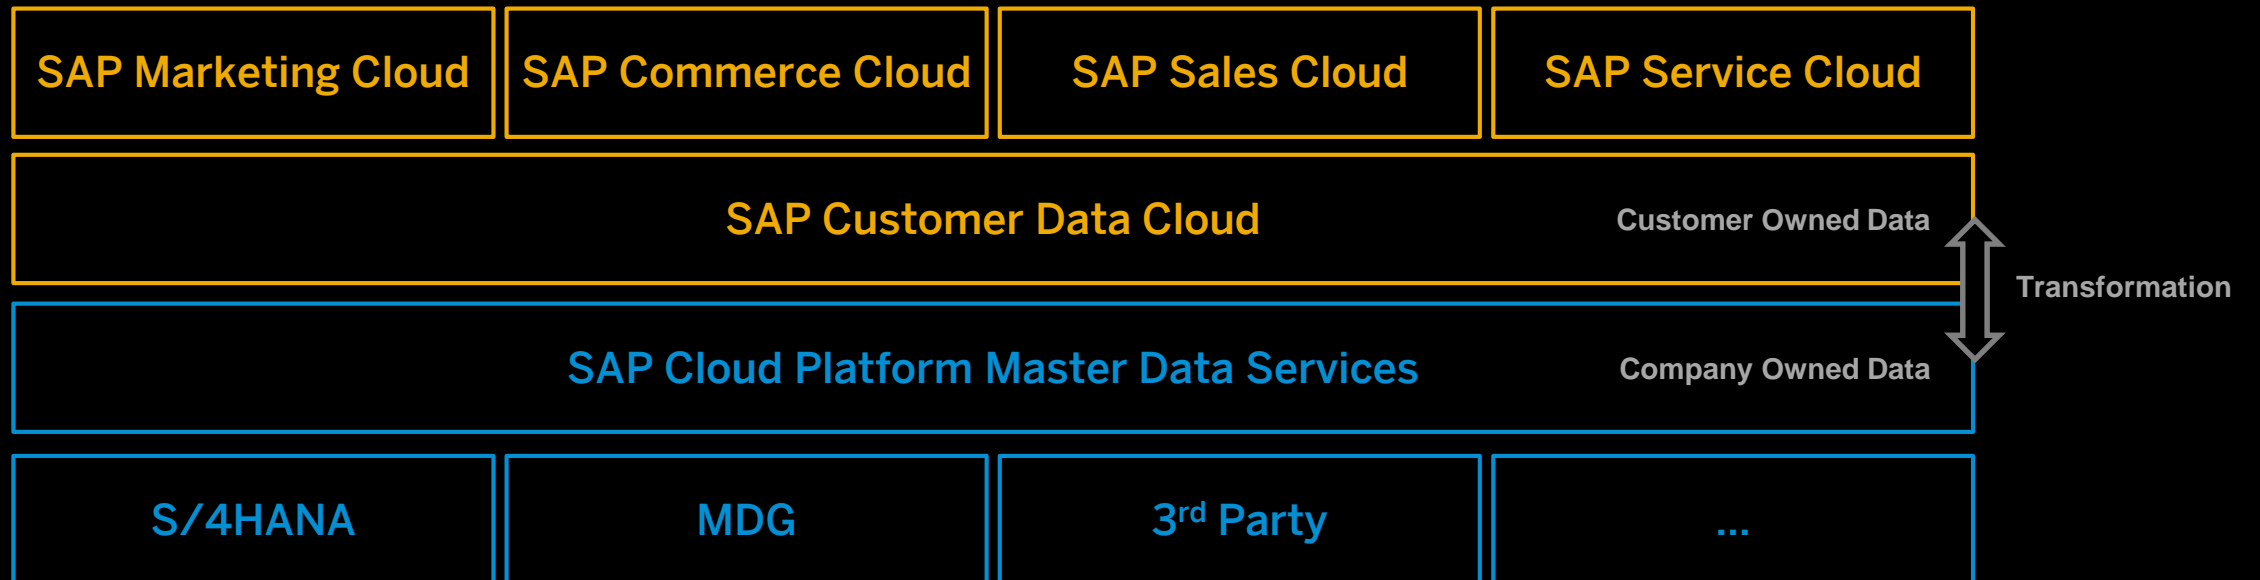 SAP Marketing Cloud
SAP Commerce Cloud
SAP Sales Cloud
SAP Service Cloud
SAP Customer Data Cloud
Customer Owned Data
Transformation
SAP Cloud Platform Master Data Services
Company Owned Data
S/4HANA
MDG
3rd Party
...